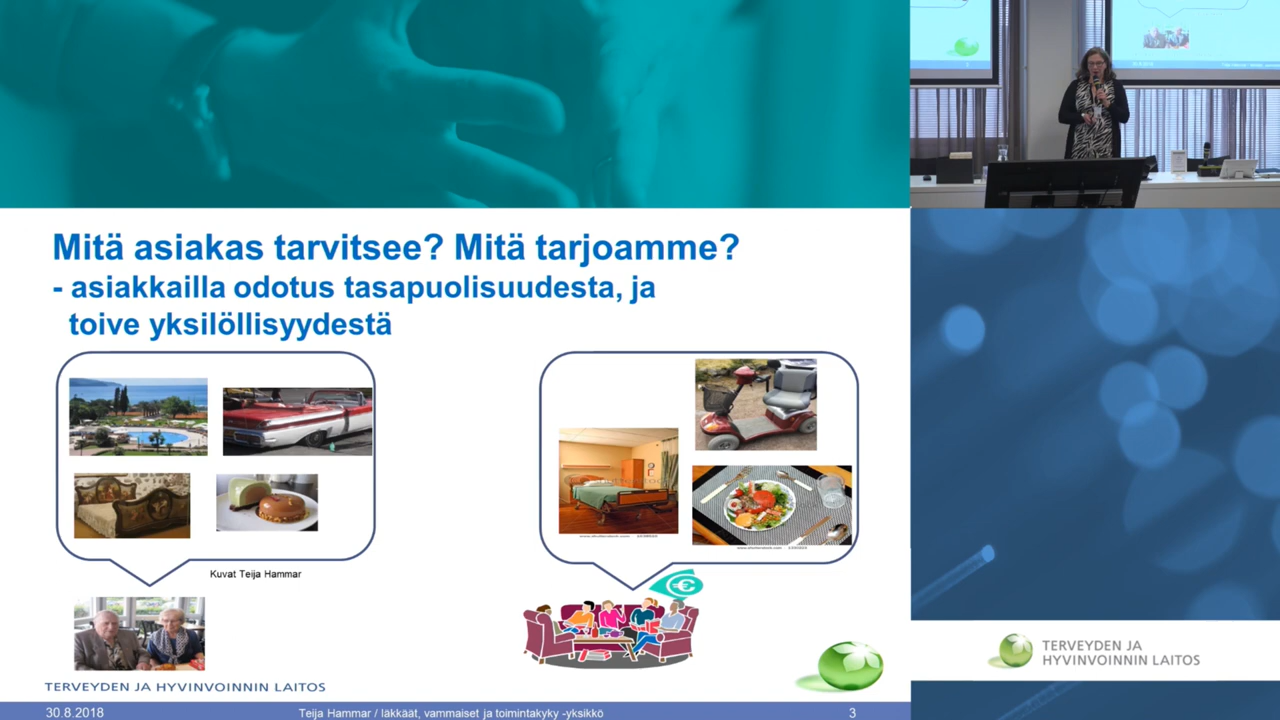 Mitä asiakas tarvitsee? Mitä tarjoamme?
- asiakkailla odotus tasapuolisuudesta, ja
toive yksilöllisyydestä
Kuvat Teija Hammar
TERVEYDEN JA HYVINVOINNIN LAITOS
30.8.2018
Teija Hammar / Iäkkäät, vammaiset ja toimintakyky -yksikkö
3
TERVEYDEN JA
HYVINVOINNIN LAITOS